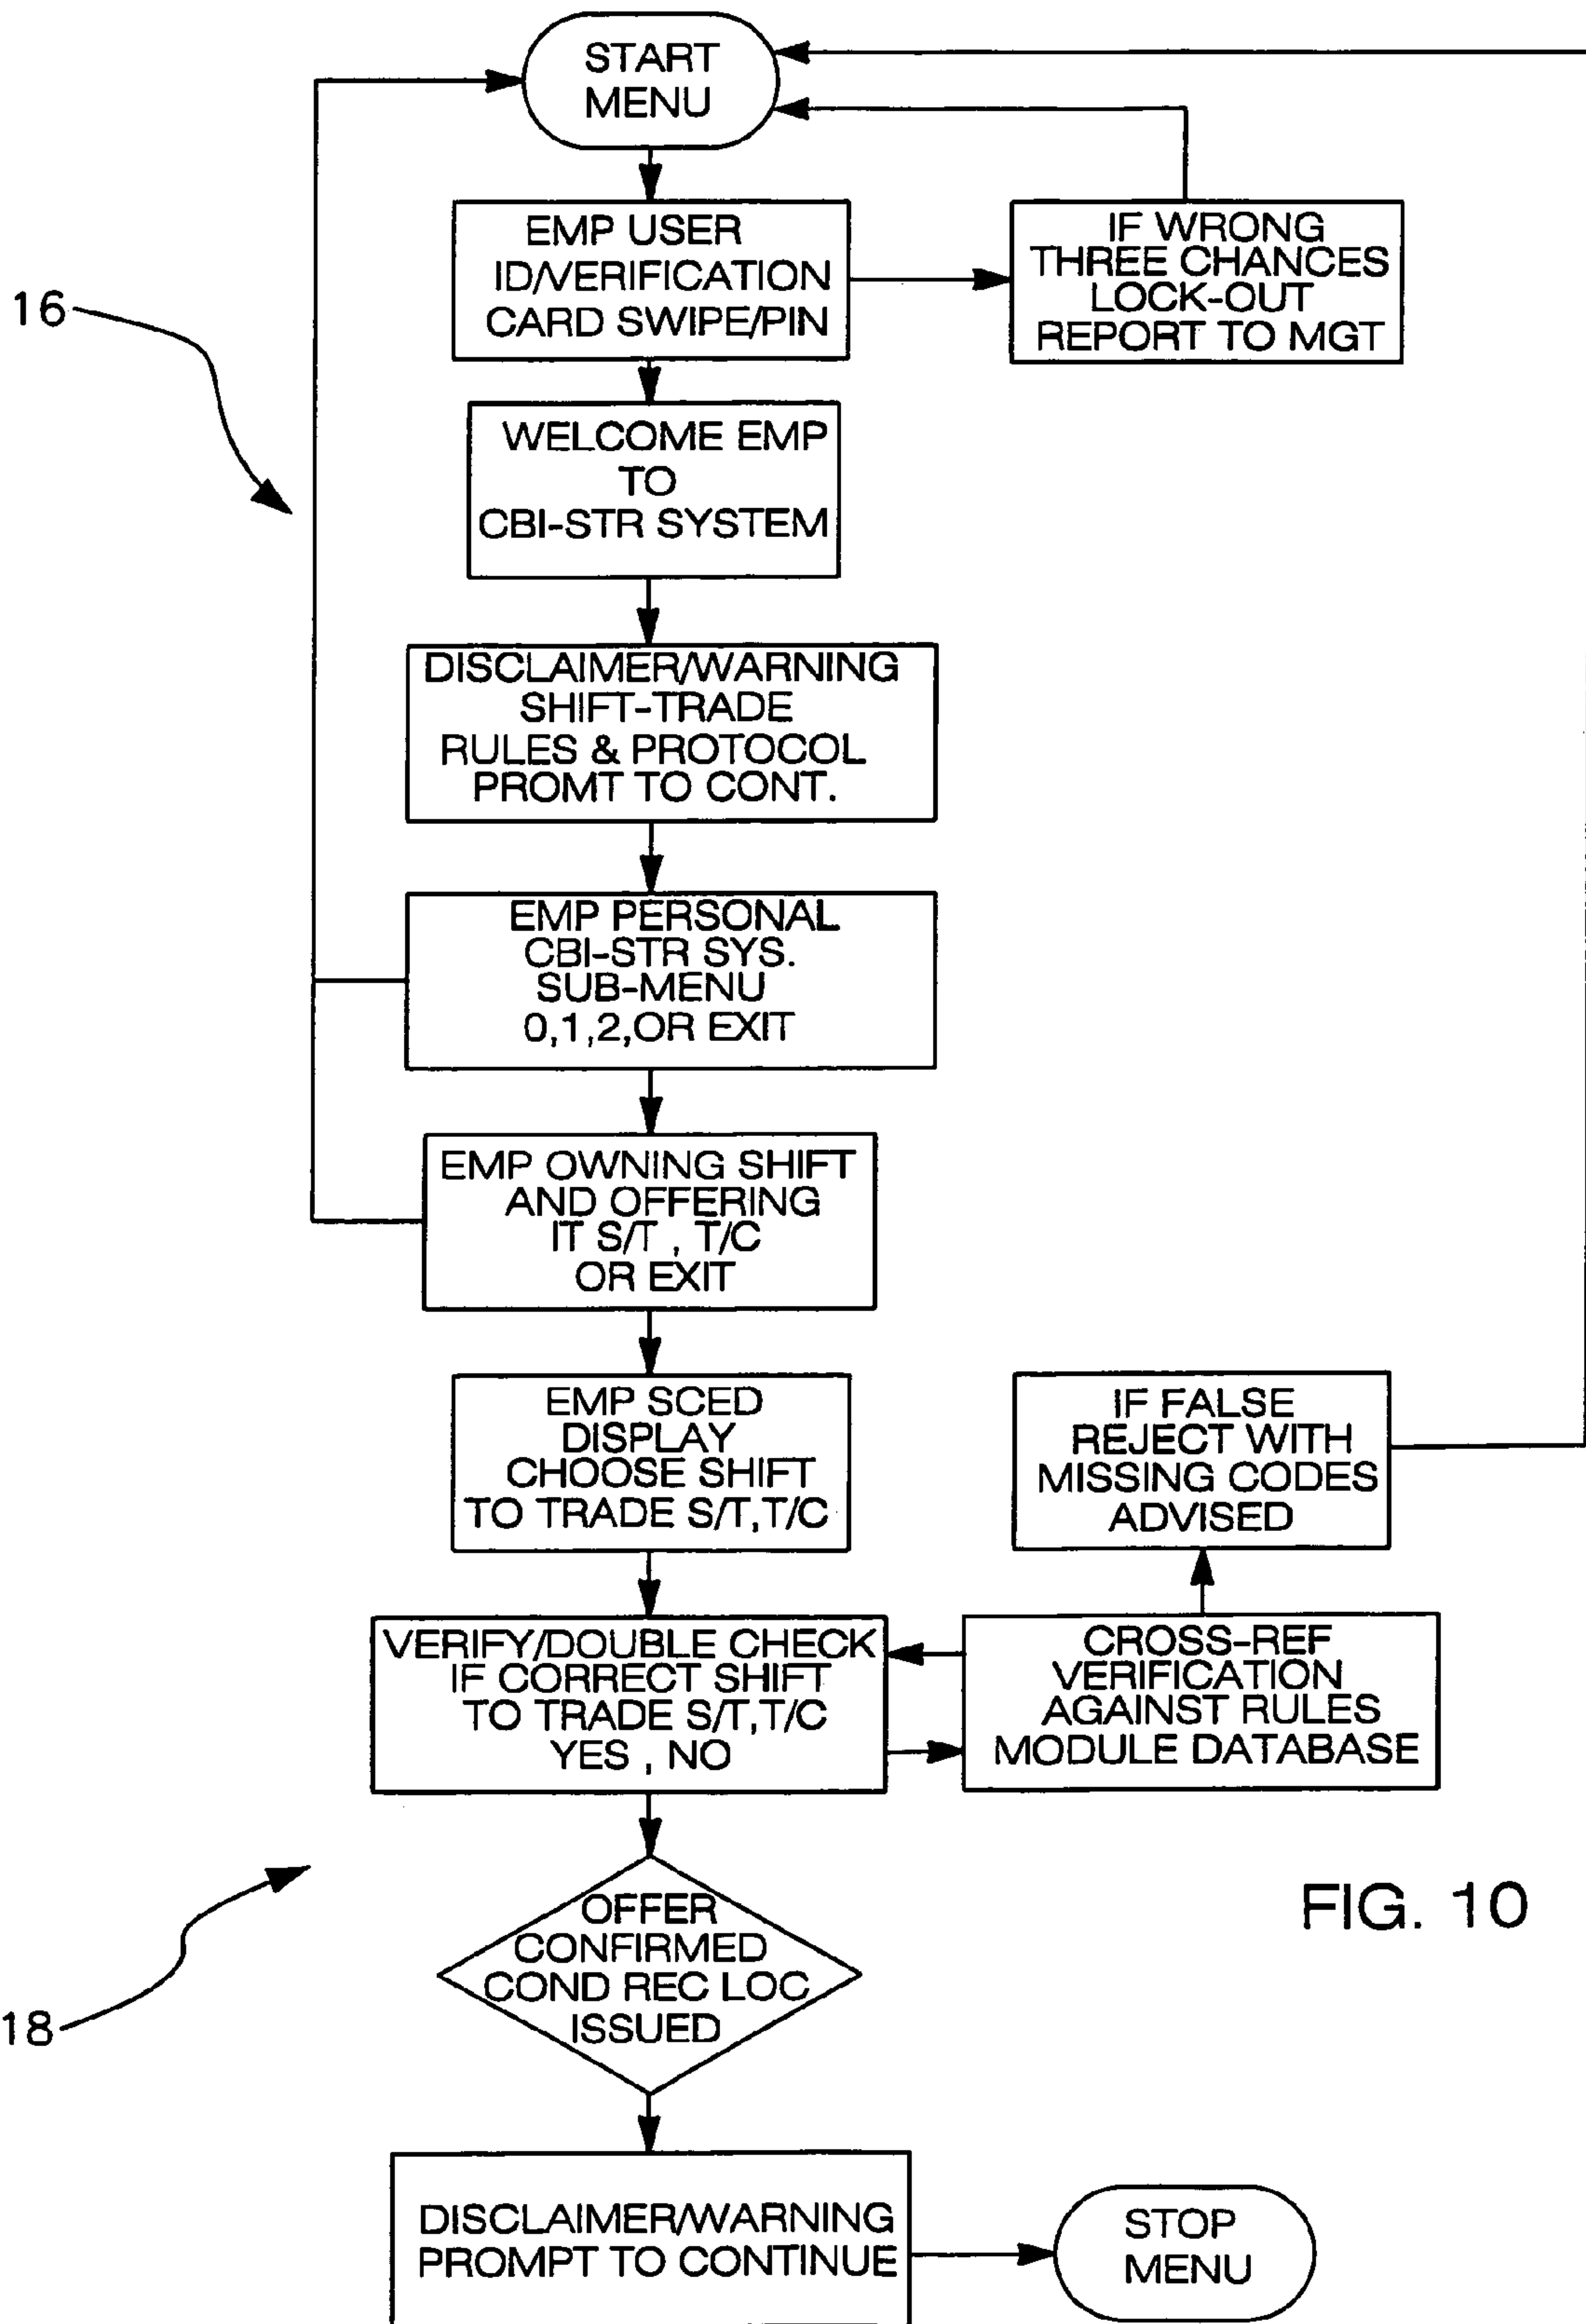 START
MENU
EMP USER
ID/VERIFICATION
CARD SWIPE/PIN
IF WRONG
THREE CHANCES
LOCK-OUT
REPORT TO MGT
16
WELCOME EMP
TO
CBI-STR SYSTEM
DISCLAIMER/WARNING
SHIFT-TRADE
RULES & PROTOCOL
PROMT TO CONT.
EMP PERSONAL
CBI-STR SYS.
SUB-MENU
0,1,2,OR EXIT
EMP OWNING SHIFT
AND OFFERING
IT S/T , T/C
OR EXIT
EMP SCED
DISPLAY
CHOOSE SHIFT
TO TRADE S/T,T/C
IF FALSE
REJECT WITH
MISSING CODES
ADVISED
VERIFY/DOUBLE CHECK
IF CORRECT SHIFT
TO TRADE S/T,T/C
YES , NO
CROSS-REF
VERIFICATION
AGAINST RULES
MODULE DATABASE
OFFER
CONFIRMED
COND REC LOC
ISSUED
FIG. 10
18
DISCLAIMER/WARNING
PROMPT TO CONTINUE
STOP
MENU